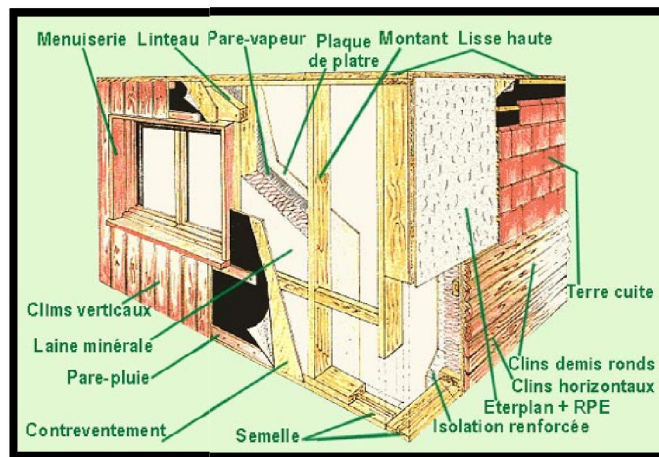 Menuiserie Linteau Pare-vapeur Plaque Montant Lisse haute
de platre
Terre cuite
Clims verticaux
Laine minérale
Pare-pluie
Clins demis ronds
Clins horizontaux
Eterplan + RPE
Contreventement
Semelle
Isolation renforcée